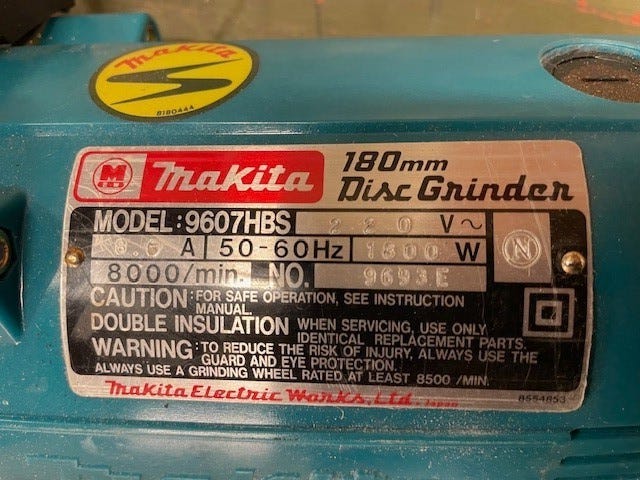 Makita
8180444
M
Makita
180mm
Disc Grinder
MODEL:9607HBS 220 V~
A 50-60Hz 1800 W
N
8000/min. NO. 9693E
CAUTION :FOR SAFE OPERATION, SEE INSTRUCTION
MANUAL.
DOUBLE INSULATION WHEN SERVICING, USE ONLY
IDENTICAL REPLACEMENT PARTS.
WARNING: TO REDUCE THE RISK OF INJURY, ALWAYS USE THE
GUARD AND EYE PROTECTION.
ALWAYS USE A GRINDING WHEEL RATED AT LEAST 8500 /MIN.
Makita Electric Works, Ltd. Japan
8554853